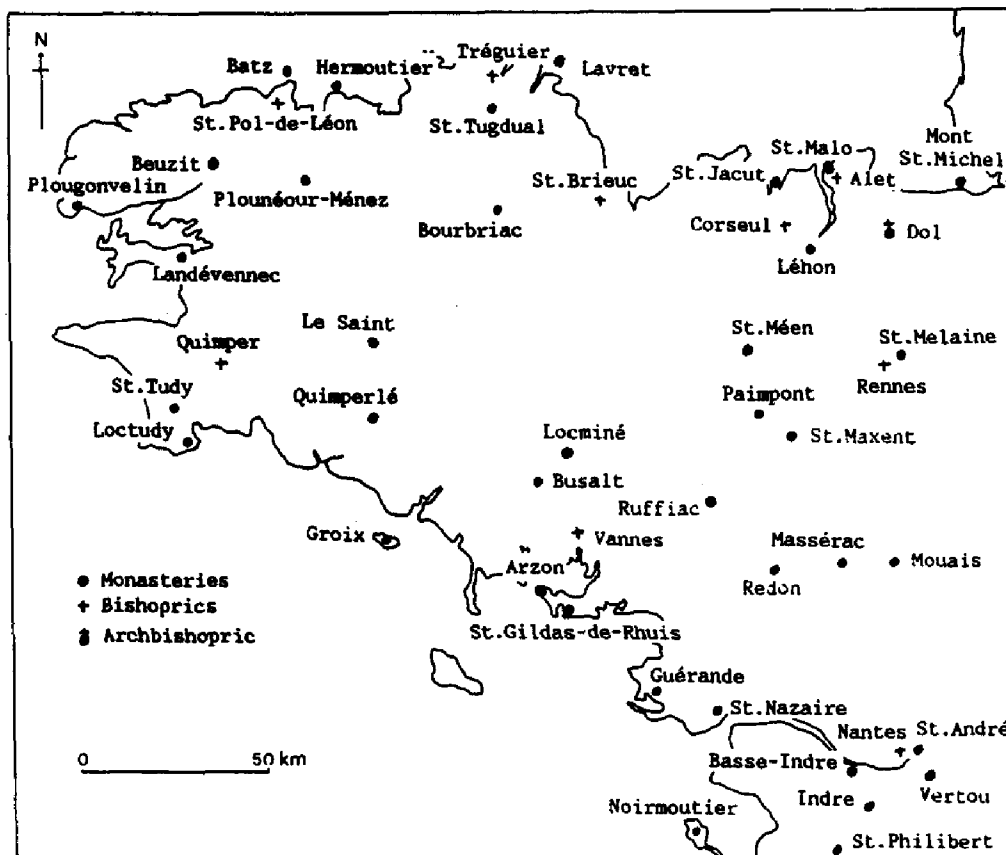 N
Tréguier
Batz
Hermoutier
Lavret
St.Pol-de-Léon
St.Tugdual
Mont
St.Michel
St.Malo
Beuzit
Plougonvelin
Plounéour-Ménez
St.Brieuc
St.Jacut
Alet
Bourbriac
Corseul
Dol
Léhon
Landévennec
Le Saint
St.Méen
St.Melaine
Quimper
Rennes
St.Tudy
Quimperlé
Paimpont
Loctudy
Locminé
St.Maxent
Busalt
Ruffiac
Groix
Vannes
Massérac
Arzon
Mouais
Redon
Monasteries
Bishoprics
Archbishopric
St.Gildas-de-Rhuis
Guérande
St.Nazaire
Nantes
St.André
0 50 km
Basse-Indre
Indre
Vertou
Noirmoutier
St.Philibert